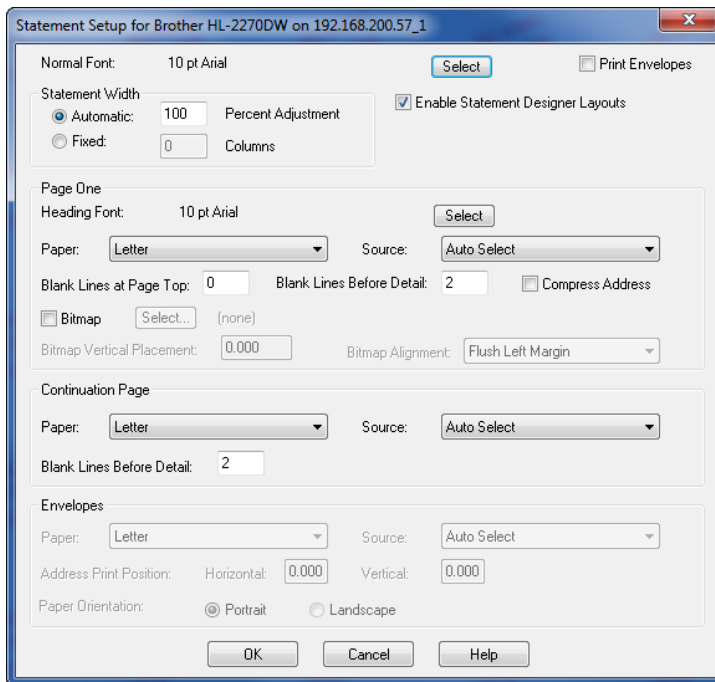 Statement Setup for Brother HL-2270DW on 192.168.200.57_1
Normal Font: 10 pt Arial Select Print Envelopes
Statement Width
Enable Statement Designer Layouts
Automatic: 100 Percent Adjustment
Fixed: 0 Columns
Page One
Heading Font: 10 pt Arial Select
Paper: Letter Source: Auto Select
Blank Lines at Page Top: 0 Blank Lines Before Detail: 2 Compress Address
Bitmap Select... (none)
Bitmap Vertical Placement: 0.000 Bitmap Alignment: Flush Left Margin
Continuation Page
Paper: Letter Source: Auto Select
Blank Lines Before Detail: 2
Envelopes
Paper: Letter Source: Auto Select
Address Print Position: Horizontal: 0.000 Vertical: 0.000
Paper Orientation: Portrait Landscape
OK Cancel Help